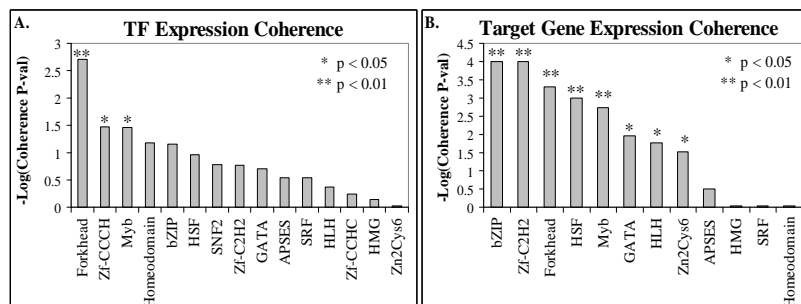 A.
TF Expression Coherence
-Log(Coherence P-val)
3
2.5
2
1.5
1
0.5
0
**
*
*
* p < 0.05
** p < 0.01
Forkhead
Zf-CCCH
Myb
Homeodomain
bZIP
HSF
SNF2
Zf-C2H2
GATA
APSES
SRF
HLH
Zf-CCHC
HMG
Zn2Cys6
B.
Target Gene Expression Coherence
-Log(Coherence P-val)
4.5
4
3.5
3
2.5
2
1.5
1
0.5
0
**
**
**
**
**
*
*
*
* p < 0.05
** p < 0.01
bZIP
Zf-C2H2
Forkhead
HSF
Myb
GATA
HLH
Zn2Cys6
APSES
HMG
SRF
Homeodomain